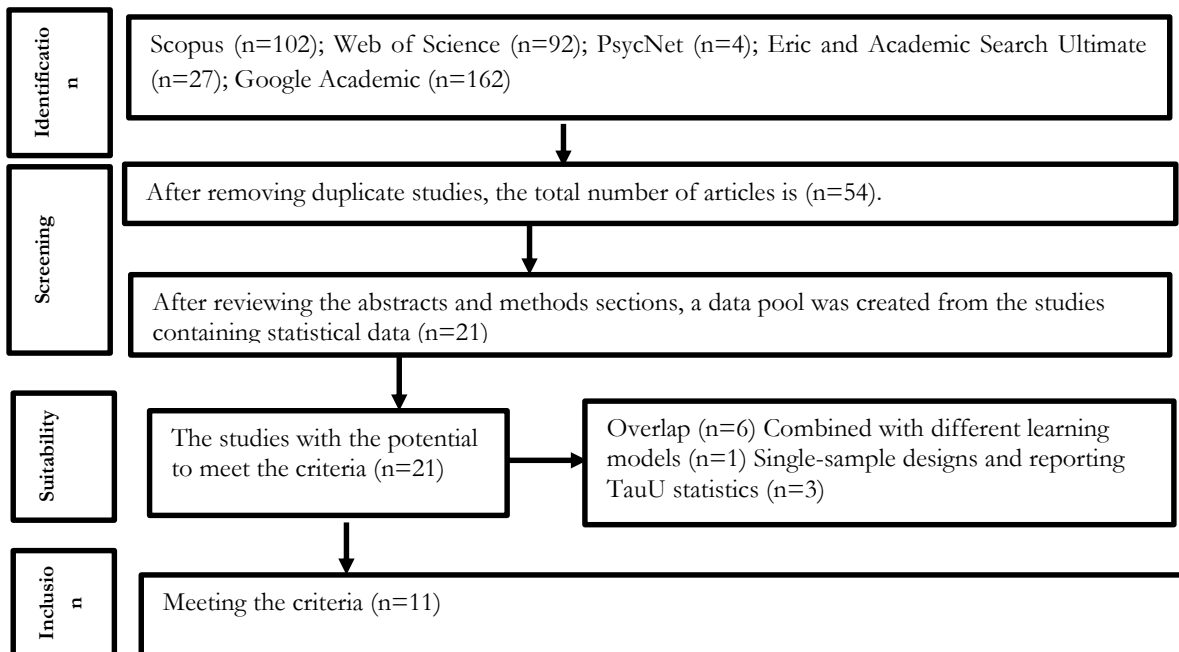 Identificatio
n
Scopus (n=102); Web of Science (n=92); PsycNet (n=4); Eric and Academic Search Ultimate
(n=27); Google Academic (n=162)
Screening
After removing duplicate studies, the total number of articles is (n=54).
After reviewing the abstracts and methods sections, a data pool was created from the studies
containing statistical data (n=21)
Suitability
The studies with the potential
to meet the criteria (n=21)
Overlap (n=6) Combined with different learning
models (n=1) Single-sample designs and reporting
TauU statistics (n=3)
Inclusio
n
Meeting the criteria (n=11)